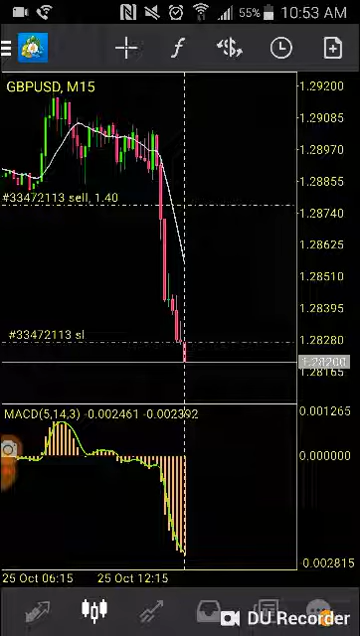 GB 55% 10:53 AM
GBPUSD, M15
1.29200
1.29085
1.28970
1.28855
#33472113 sell, 1.40
1.28740
1.28625
1.28510
1.28395
#33472113 sl
1.28280
1.28200
1.28165
MACD(5,14,3) -0.002461 -0.002392
0.001265
0.000000
-0.002815
25 Oct 06:15 25 Oct 12:15
DU Recorder